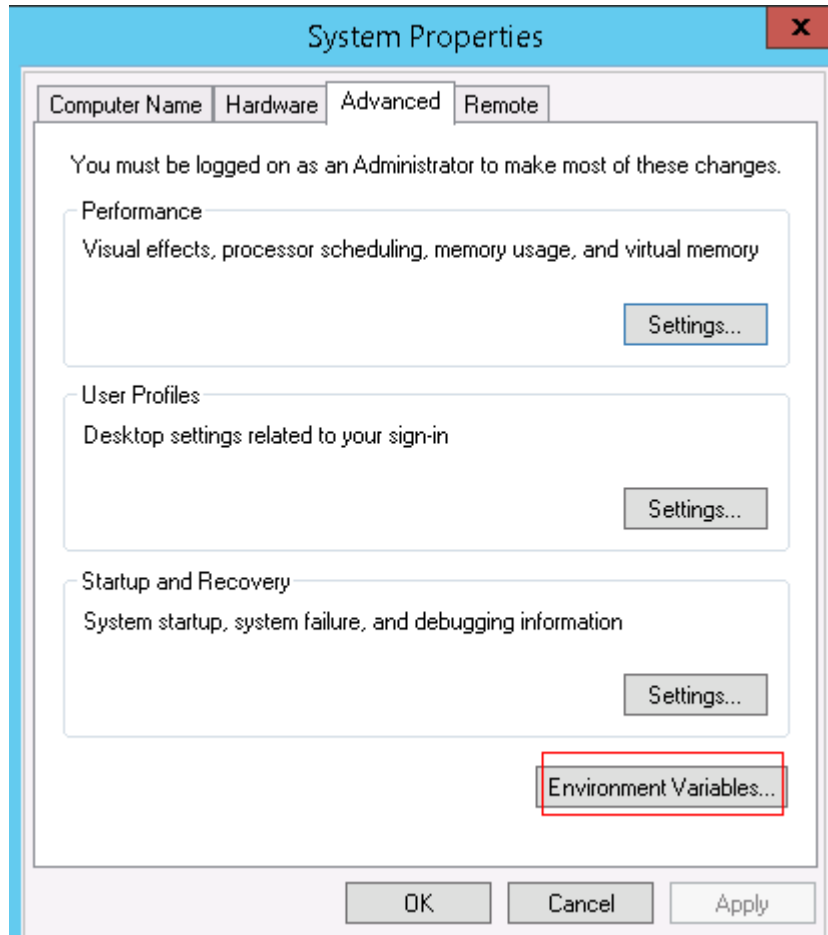 System Properties
x
Computer Name Hardware Advanced Remote
You must be logged on as an Administrator to make most of these changes.
Performance
Visual effects, processor scheduling, memory usage, and virtual memory
Settings...
User Profiles
Desktop settings related to your sign-in
Settings...
Startup and Recovery
System startup, system failure, and debugging information
Settings...
Environment Variables...
OK Cancel Apply